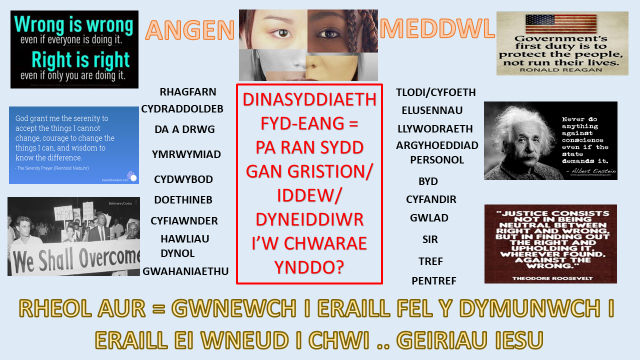 Wrong is wrong
even if everyone is doing it.
Right is right
even if only you are doing it.
ANGEN
MEDDWL
Government's
first duty is to
protect the people,
not run their lives.
RONALD REAGAN
God grant me the serenity to
accept the things I cannot
change, courage to change the
things I can, and wisdom to
know the difference.
- The Serenity Prayer (Reinhold Niebuhr)
We Shall Overcome
RHAGFARN
CYDRADDOLDEB
DA A DRWG
YMRWYMIAD
CYDWYBOD
DOETHINEB
CYFIAWNDER
HAWLIAU
DYNOL
GWAHANIAETHU
DINASYDDIAETH
FYD-EANG =
PA RAN SYDD
GAN GRISTION/
IDDEW/
DYNEIDDIWR
I'W CHWARAE
YNDDO?
TLODI/CYFOETH
ELUSENNAU
LLYWODRAETH
ARGYHOEDDIAD
PERSONOL
BYD
CYFANDIR
GWLAD
SIR
TREF
PENTREF
Never do
anything
against
conscience
even if the
state
demands it.
- Albert Einstein
"JUSTICE CONSISTS
NOT IN BEING
NEUTRAL BETWEEN
RIGHT AND WRONG,
BUT IN FINDING OUT
THE RIGHT AND
UPHOLDING IT,
WHEREVER FOUND,
AGAINST THE
WRONG."
THEODORE ROOSEVELT
RHEOL AUR = GWNEWCH I ERAILL FEL Y DYMUNWCH I
ERAILL EI WNEUD I CHWI .. GEIRIAU IESU